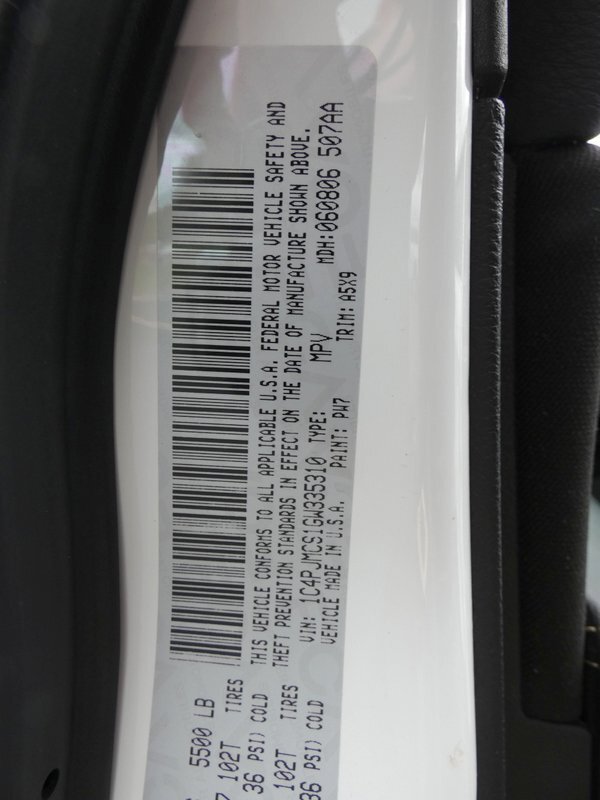 THIS VEHICLE CONFORMS TO ALL APPLICABLE U.S.A. FEDERAL MOTOR VEHICLE SAFETY AND
THEFT PREVENTION STANDARDS IN EFFECT ON THE DATE OF MANUFACTURE SHOWN ABOVE.
VIN: 1C4PJMCS1GW335310 TYPE: MPV MDH:060806 507AA
VEHICLE MADE IN U.S.A. PAINT: PW7 TRIM: A5X9
5500 LB
102T TIRES
36 PSI) COLD
102T TIRES
36 PSI) COLD